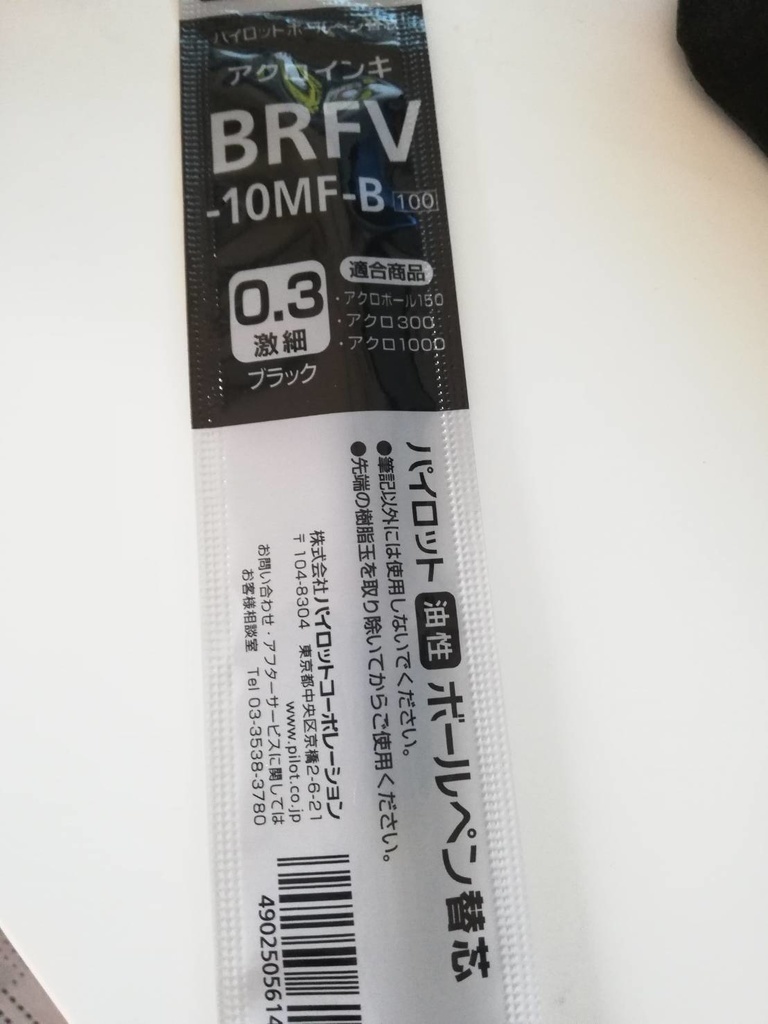 パイロットボールペン替芯
アクロインキ
BRFV
-10MF-B 100
0.3
激細
ブラック
適合商品
・アクロボール150
・アクロ300
・アクロ1000
パイロット 油性 ボールペン替芯
●筆記以外には使用しないでください。
●先端の樹脂玉を取り除いてからご使用ください。
株式会社パイロットコーポレーション
〒104-8304 東京都中央区京橋2-6-21
www.pilot.co.jp
お問い合わせ・アフターサービスに関しては
お客様相談室 Tel 03-3538-3780
4902505614